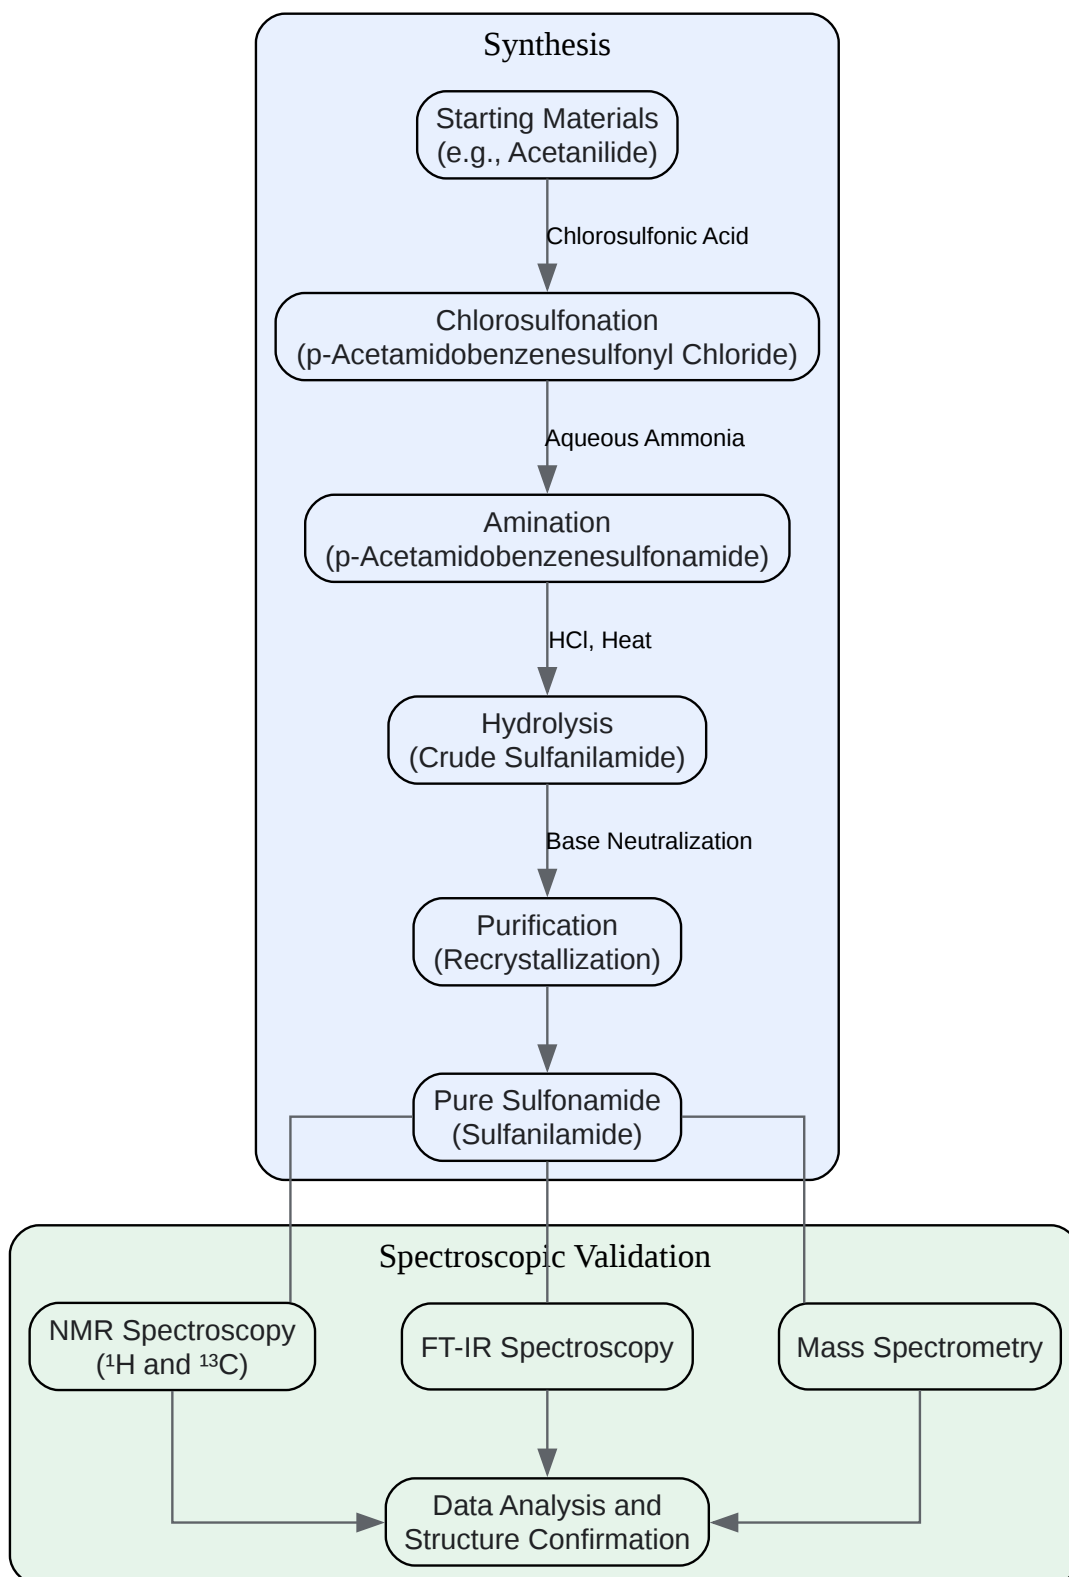 Synthesis
Starting Materials
(e.g., Acetanilide)
Chlorosulfonic Acid
Chlorosulfonation
(p-Acetamidobenzenesulfonyl Chloride)
Aqueous Ammonia
Amination
(p-Acetamidobenzenesulfonamide)
HCl, Heat
Hydrolysis
(Crude Sulfanilamide)
Base Neutralization
Purification
(Recrystallization)
Pure Sulfonamide
(Sulfanilamide)
Spectroscopic Validation
NMR Spectroscopy
(¹H and ¹³C)
FT-IR Spectroscopy
Mass Spectrometry
Data Analysis and
Structure Confirmation